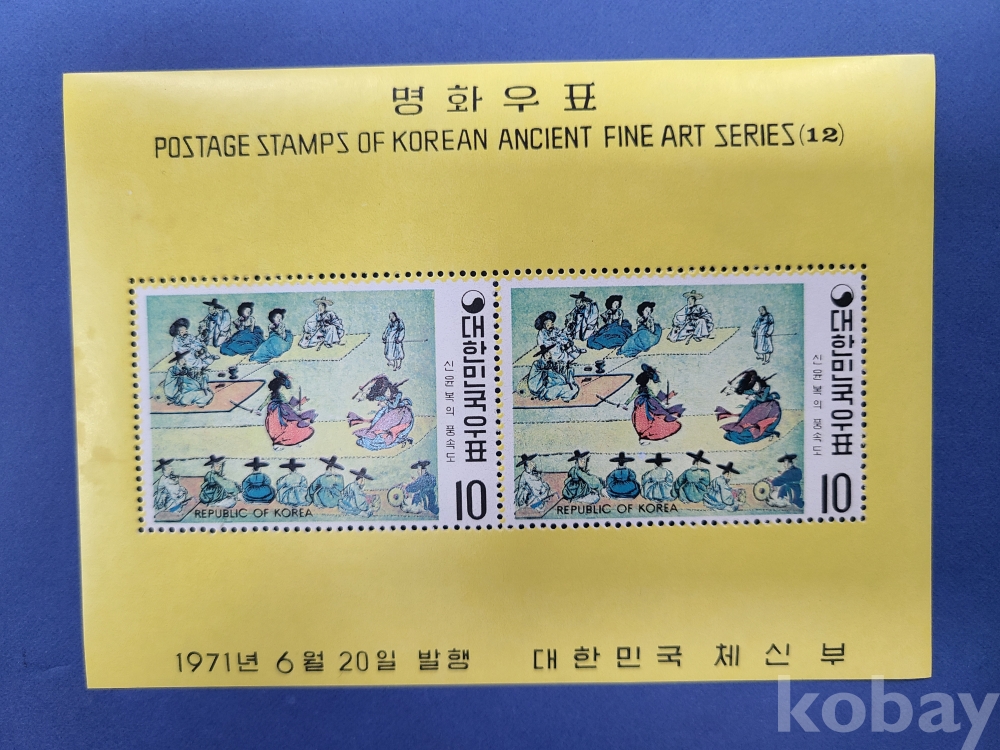 명화우표
POSTAGE STAMPS OF KOREAN ANCIENT FINE ART SERIES(12)
대한민국우표
신윤복의 풍속도
10
REPUBLIC OF KOREA
대한민국우표
신윤복의 풍속도
10
REPUBLIC OF KOREA
1971년 6월 20일 발행 대한민국 체신부
kobay